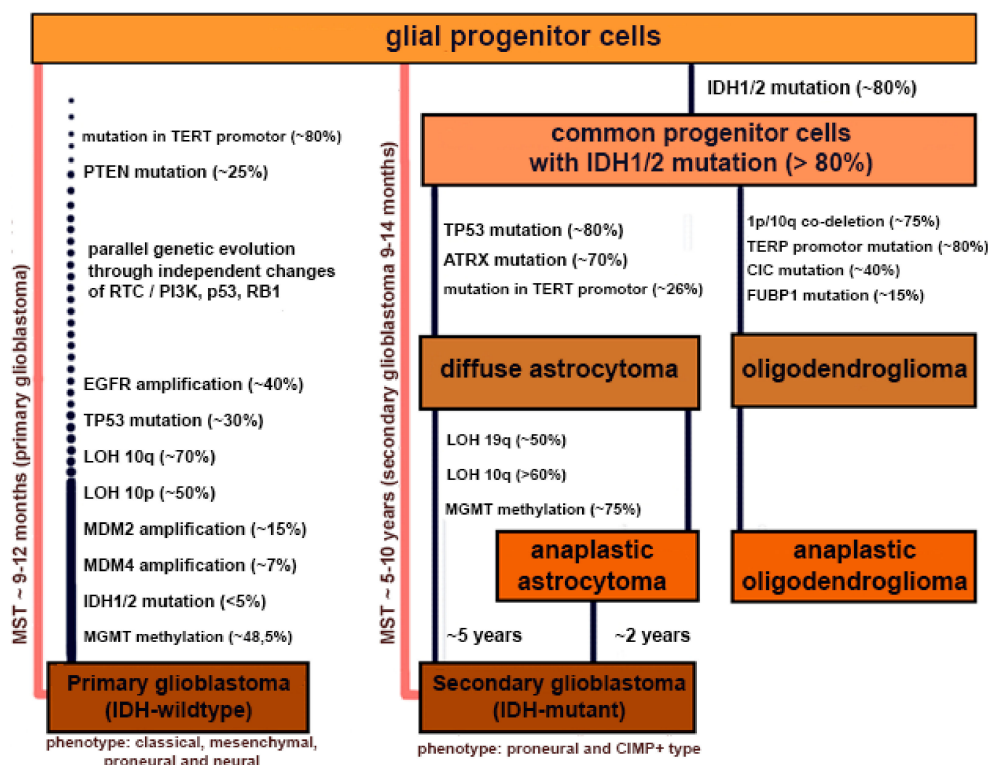 glial progenitor cells
IDH1/2 mutation (~80%)
common progenitor cells
with IDH1/2 mutation (> 80%)
MST ~ 9-12 months (primary glioblastoma)
mutation in TERT promotor (~80%)
PTEN mutation (~25%)
parallel genetic evolution
through independent changes
of RTC / PI3K, p53, RB1
EGFR amplification (~40%)
TP53 mutation (~30%)
LOH 10q (~70%)
LOH 10p (~50%)
MDM2 amplification (~15%)
MDM4 amplification (~7%)
IDH1/2 mutation (<5%)
MGMT methylation (~48,5%)
Primary glioblastoma
(IDH-wildtype)
phenotype: classical, mesenchymal,
proneural and neural
MST ~ 5-10 years (secondary glioblastoma 9-14 months)
TP53 mutation (~80%)
ATRX mutation (~70%)
mutation in TERT promotor (~26%)
diffuse astrocytoma
LOH 19q (~50%)
LOH 10q (>60%)
MGMT methylation (~75%)
anaplastic
astrocytoma
~5 years
~2 years
Secondary glioblastoma
(IDH-mutant)
phenotype: proneural and CIMP+ type
1p/10q co-deletion (~75%)
TERP promotor mutation (~80%)
CIC mutation (~40%)
FUBP1 mutation (~15%)
oligodendroglioma
anaplastic
oligodendroglioma